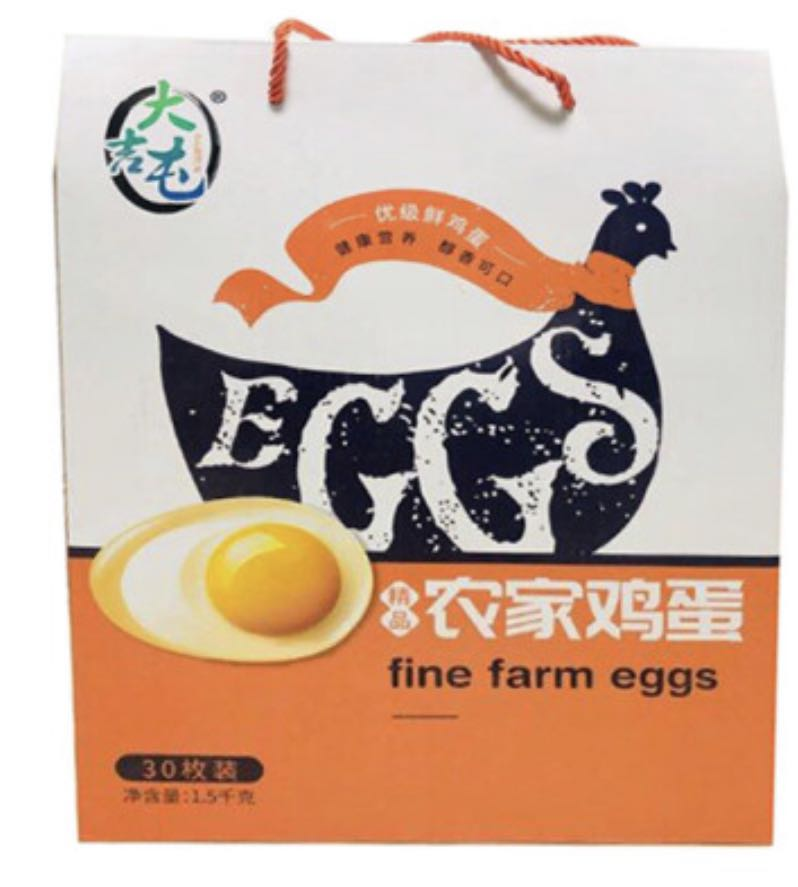 大吉屯®
优级鲜鸡蛋
健康营养 醇香可口
EGGS
精品
农家鸡蛋
fine farm eggs
30枚装
净含量:1.5千克